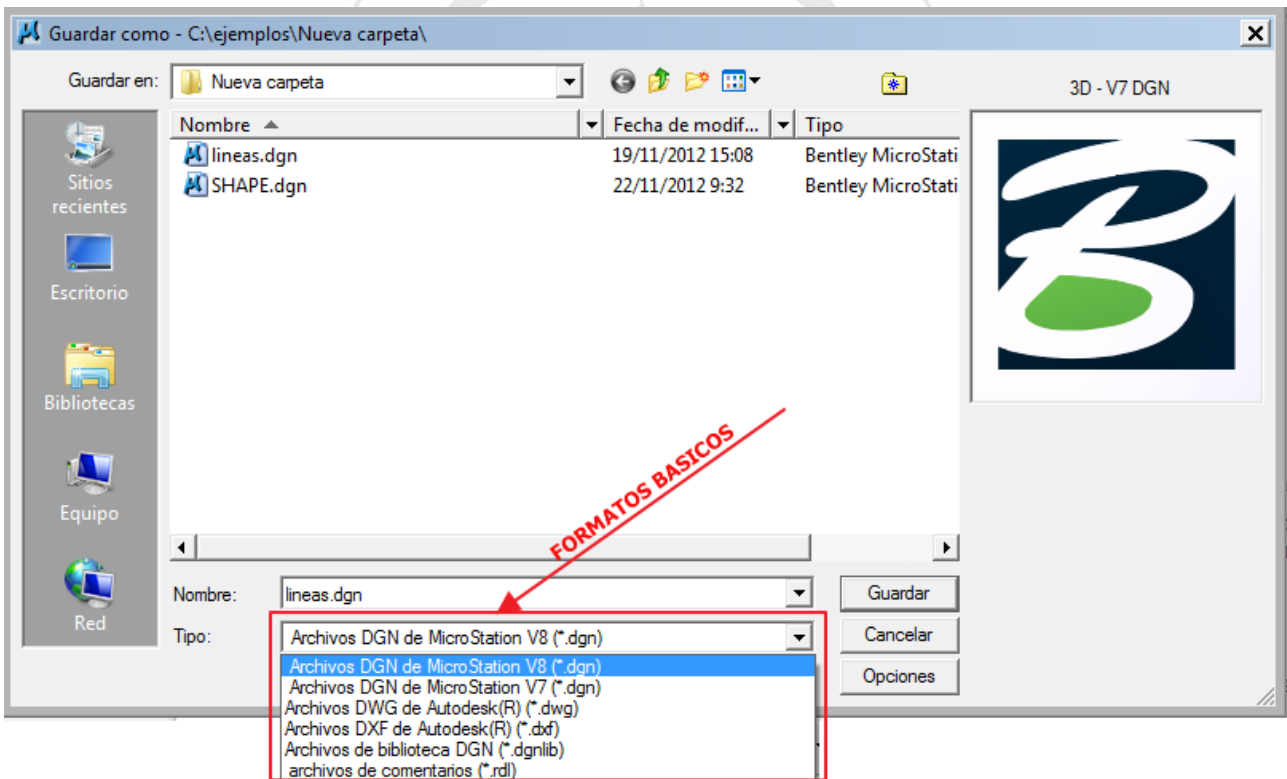 Guardar como - C:\ejemplos\Nueva carpeta\
Guardar en: Nueva carpeta
3D - V7 DGN
Nombre Fecha de modif... Tipo
lineas.dgn 19/11/2012 15:08 Bentley MicroStati
SHAPE.dgn 22/11/2012 9:32 Bentley MicroStati
Sitios
recientes
Escritorio
Bibliotecas
Equipo
Red
FORMATOS BASICOS
Nombre: lineas.dgn Guardar
Tipo: Archivos DGN de MicroStation V8 (*.dgn) Cancelar
Archivos DGN de MicroStation V8 (*.dgn)
Opciones
Archivos DGN de MicroStation V7 (*.dgn)
Archivos DWG de Autodesk(R) (*.dwg)
Archivos DXF de Autodesk(R) (*.dxf)
Archivos de biblioteca DGN (*.dgnlib)
archivos de comentarios (*.rdl)